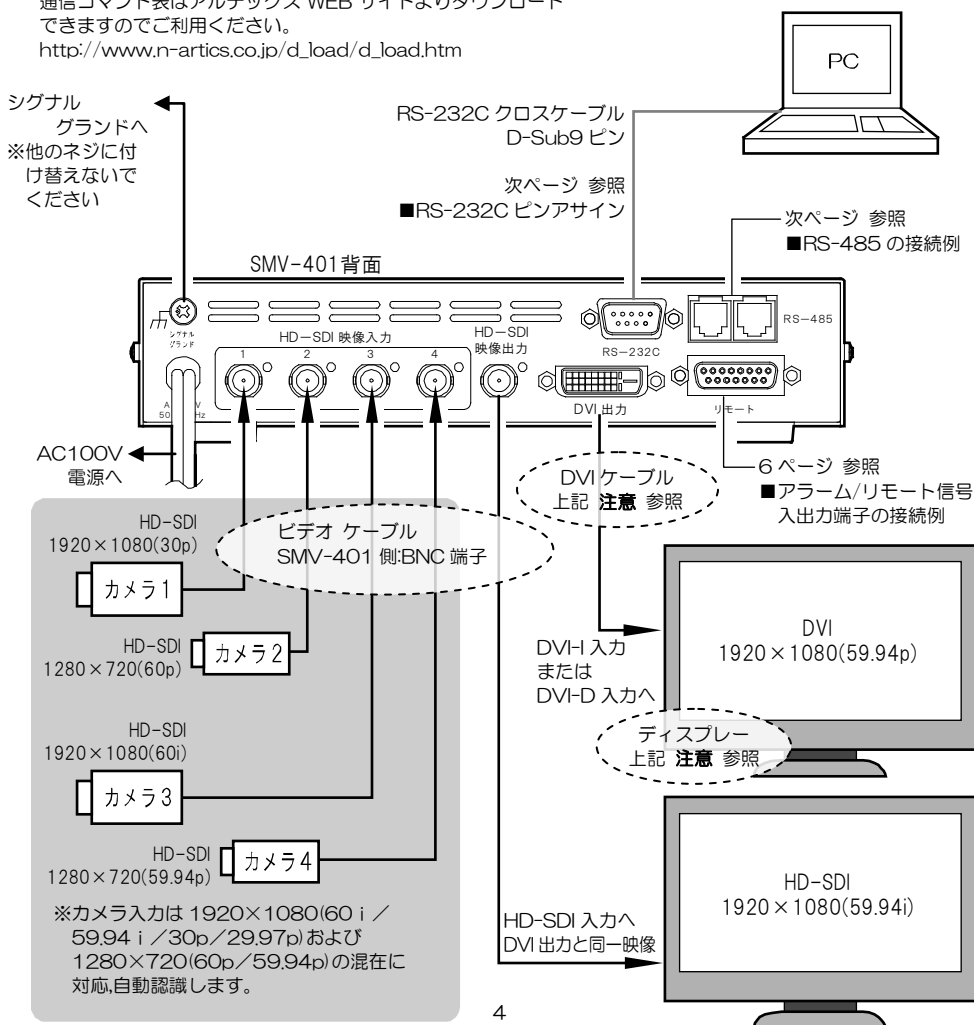 通信コマンド表はアルテックス WEB サイトよりダウンロード
できますのでご利用ください。
http://www.n-artics.co.jp/d_load/d_load.htm
PC
シグナル
グランドへ
※他のネジに付
け替えないで
ください
RS-232C クロスケーブル
D-Sub9 ピン
次ページ 参照
■RS-232C ピンアサイン
次ページ 参照
■RS-485 の接続例
SMV-401背面
シグナル
グランド
HD-SDI 映像入力
1 2 3 4
HD-SDI
映像出力
RS-232C
RS-485
DVI 出力
リモート
AC100V
電源へ
DVI ケーブル
上記 注意 参照
6 ページ 参照
■アラーム/リモート信号
入出力端子の接続例
ビデオ ケーブル
SMV-401 側:BNC 端子
HD-SDI
1920×1080(30p)
カメラ1
HD-SDI
1280×720(60p)
カメラ2
HD-SDI
1920×1080(60i)
カメラ3
HD-SDI
1280×720(59.94p)
カメラ4
※カメラ入力は 1920×1080(60ｉ／
59.94ｉ／30p／29.97p)および
1280×720(60p／59.94p)の混在に
対応,自動認識します。
DVI-I 入力
または
DVI-D 入力へ
DVI
1920×1080(59.94p)
ディスプレー
上記 注意 参照
HD-SDI 入力へ
DVI 出力と同一映像
HD-SDI
1920×1080(59.94i)
4